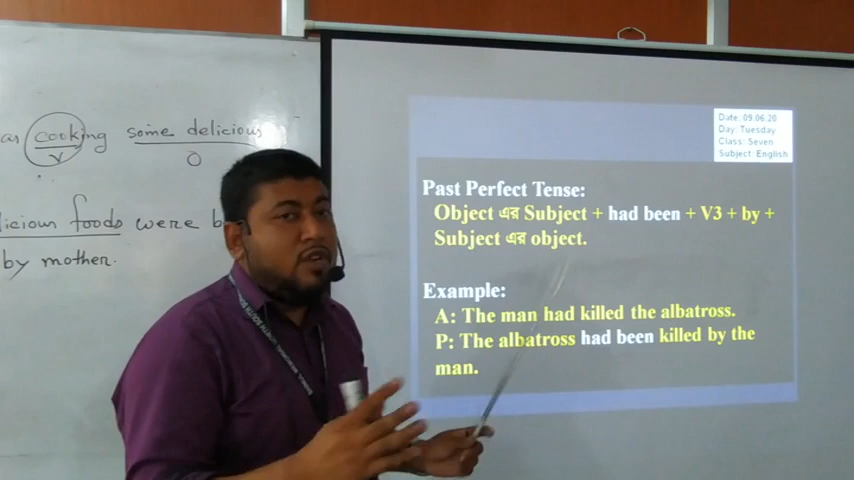 as cooking some delicious
V
O
licious foods were b
by mother.
Date: 09.06.20
Day: Tuesday
Class: Seven
Subject: English
Past Perfect Tense:
Object এর Subject + had been + V3 + by +
Subject এর object.
Example:
A: The man had killed the albatross.
P: The albatross had been killed by the
man.